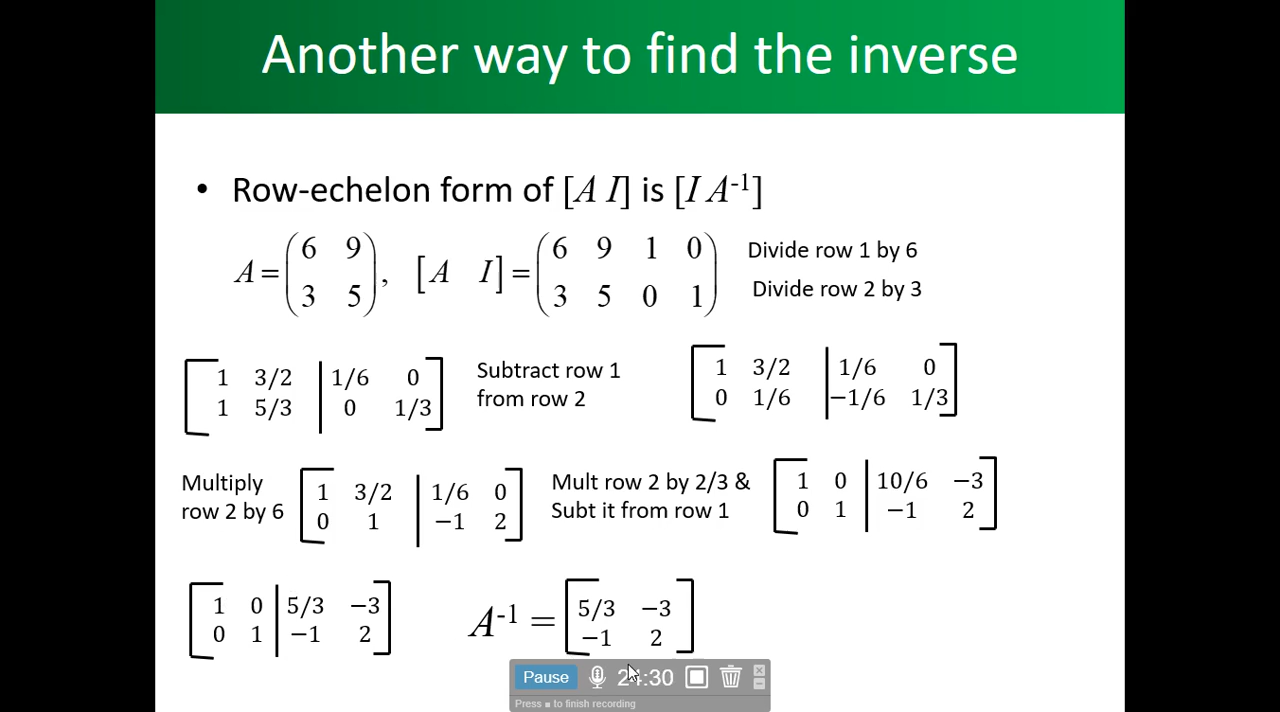 Another way to find the inverse
• Row-echelon form of [A I] is [I A⁻¹]
A = (6 9
3 5), [A I] = (6 9 1 0
3 5 0 1)
Divide row 1 by 6
Divide row 2 by 3
[1 3/2 | 1/6 0
1 5/3 | 0 1/3]
Subtract row 1
from row 2
[1 3/2 | 1/6 0
0 1/6 | −1/6 1/3]
Multiply
row 2 by 6
[1 3/2 | 1/6 0
0 1 | −1 2]
Mult row 2 by 2/3 &
Subt it from row 1
[1 0 | 10/6 −3
0 1 | −1 2]
[1 0 | 5/3 −3
0 1 | −1 2]
A⁻¹ = [5/3 −3
−1 2]
Pause
Press ■ to finish recording